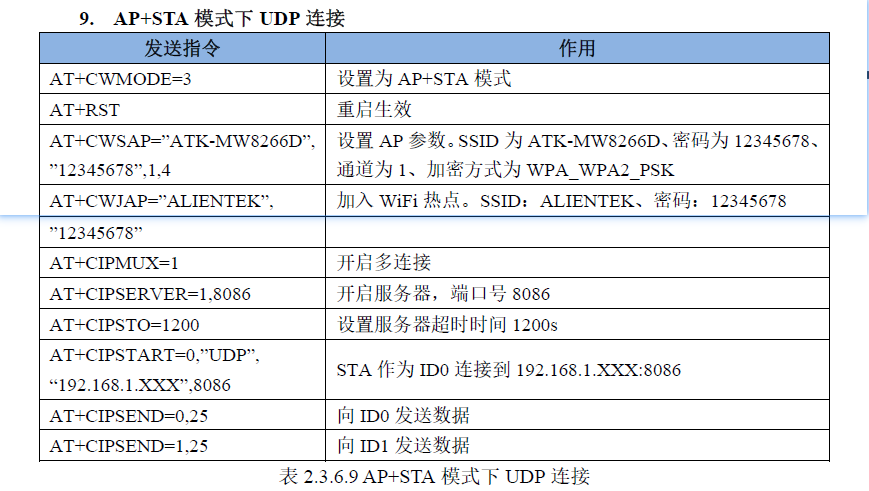 9. AP+STA 模式下 UDP 连接
发送指令 作用
AT+CWMODE=3 设置为 AP+STA 模式
AT+RST 重启生效
AT+CWSAP=”ATK-MW8266D”, 设置 AP 参数。SSID 为 ATK-MW8266D、密码为 12345678、
”12345678”,1,4 通道为 1、加密方式为 WPA_WPA2_PSK
AT+CWJAP=”ALIENTEK”, 加入 WiFi 热点。SSID：ALIENTEK、密码：12345678
”12345678”
AT+CIPMUX=1 开启多连接
AT+CIPSERVER=1,8086 开启服务器，端口号 8086
AT+CIPSTO=1200 设置服务器超时时间 1200s
AT+CIPSTART=0,”UDP”,
“192.168.1.XXX”,8086 STA 作为 ID0 连接到 192.168.1.XXX:8086
AT+CIPSEND=0,25 向 ID0 发送数据
AT+CIPSEND=1,25 向 ID1 发送数据
表 2.3.6.9 AP+STA 模式下 UDP 连接